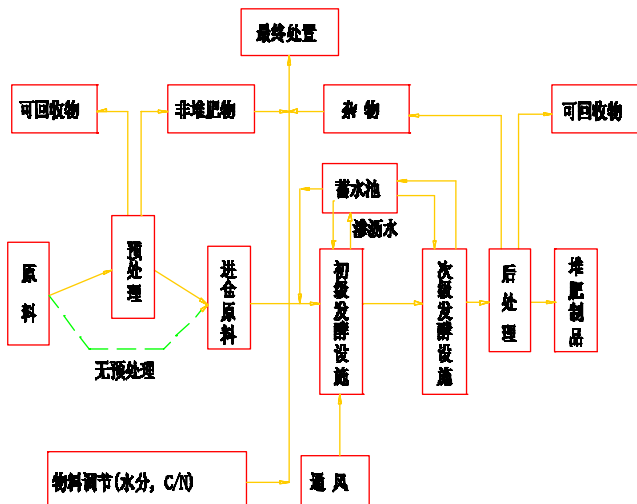 最终处置
可回收物
非堆肥物
杂 物
可回收物
蓄水池
渗沥水
原料
预处理
进仓原料
初级发酵设施
次级发酵设施
后处理
堆肥制品
无预处理
物料调节(水分, C/N)
通 风